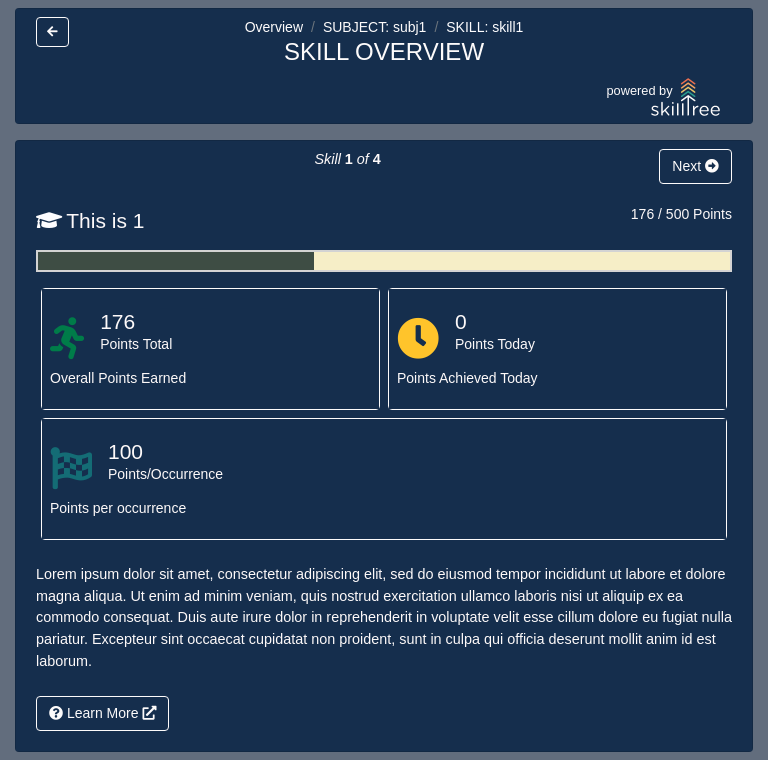 Overview / SUBJECT: subj1 / SKILL: skill1
SKILL OVERVIEW
powered by
skilltree
Skill 1 of 4
Next
This is 1
176 / 500 Points
176
Points Total
Overall Points Earned
0
Points Today
Points Achieved Today
100
Points/Occurrence
Points per occurrence
Lorem ipsum dolor sit amet, consectetur adipiscing elit, sed do eiusmod tempor incididunt ut labore et dolore
magna aliqua. Ut enim ad minim veniam, quis nostrud exercitation ullamco laboris nisi ut aliquip ex ea
commodo consequat. Duis aute irure dolor in reprehenderit in voluptate velit esse cillum dolore eu fugiat nulla
pariatur. Excepteur sint occaecat cupidatat non proident, sunt in culpa qui officia deserunt mollit anim id est
laborum.
Learn More